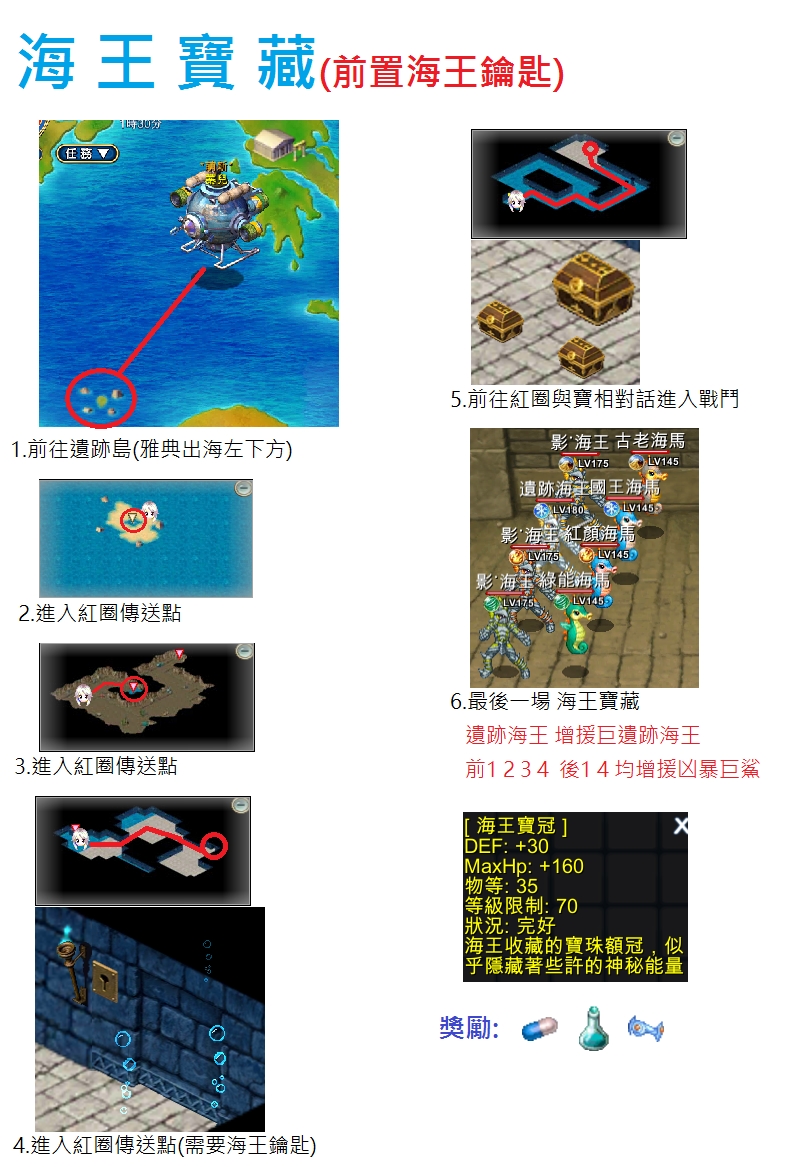 海王寶藏(前置海王鑰匙)
1時30分
任務▼
1.前往遺跡島(雅典出海左下方)
2.進入紅圈傳送點
3.進入紅圈傳送點
4.進入紅圈傳送點(需要海王鑰匙)
5.前往紅圈與寶相對話進入戰鬥
影˙海王 古老海馬
LV175 LV145
遺跡海王 國王海馬
LV180 LV145
影˙海王 紅顏海馬
LV175 LV145
影˙海王 綠能海馬
LV175 LV145
6.最後一場 海王寶藏
遺跡海王 增援巨遺跡海王
前1 2 3 4 後1 4 均增援凶暴巨鯊
[ 海王寶冠 ]
X
DEF: +30
MaxHp: +160
物等: 35
等級限制: 70
狀況: 完好
海王收藏的寶珠額冠，似
乎隱藏著些許的神秘能量
獎勵: